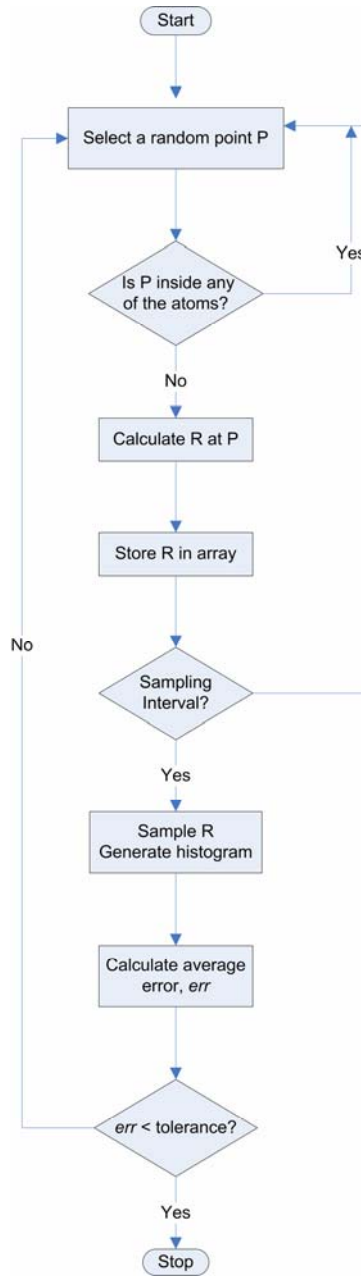 Start
Select a random point P
Yes
Is P inside any
of the atoms?
No
Calculate R at P
Store R in array
No
Sampling
Interval?
Yes
Sample R
Generate histogram
Calculate average
error, err
err < tolerance?
Yes
Stop